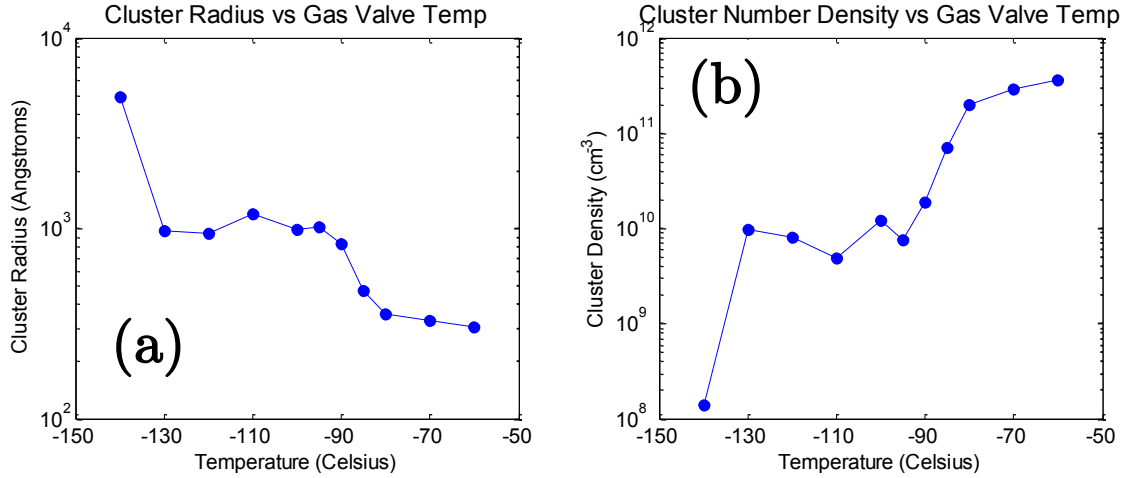 Cluster Radius vs Gas Valve Temp
10^4
10^3
10^2
Cluster Radius (Angstroms)
(a)
-150 -130 -110 -90 -70 -50
Temperature (Celsius)
Cluster Number Density vs Gas Valve Temp
10^12
10^11
10^10
10^9
10^8
Cluster Density (cm^-3)
(b)
-150 -130 -110 -90 -70 -50
Temperature (Celsius)